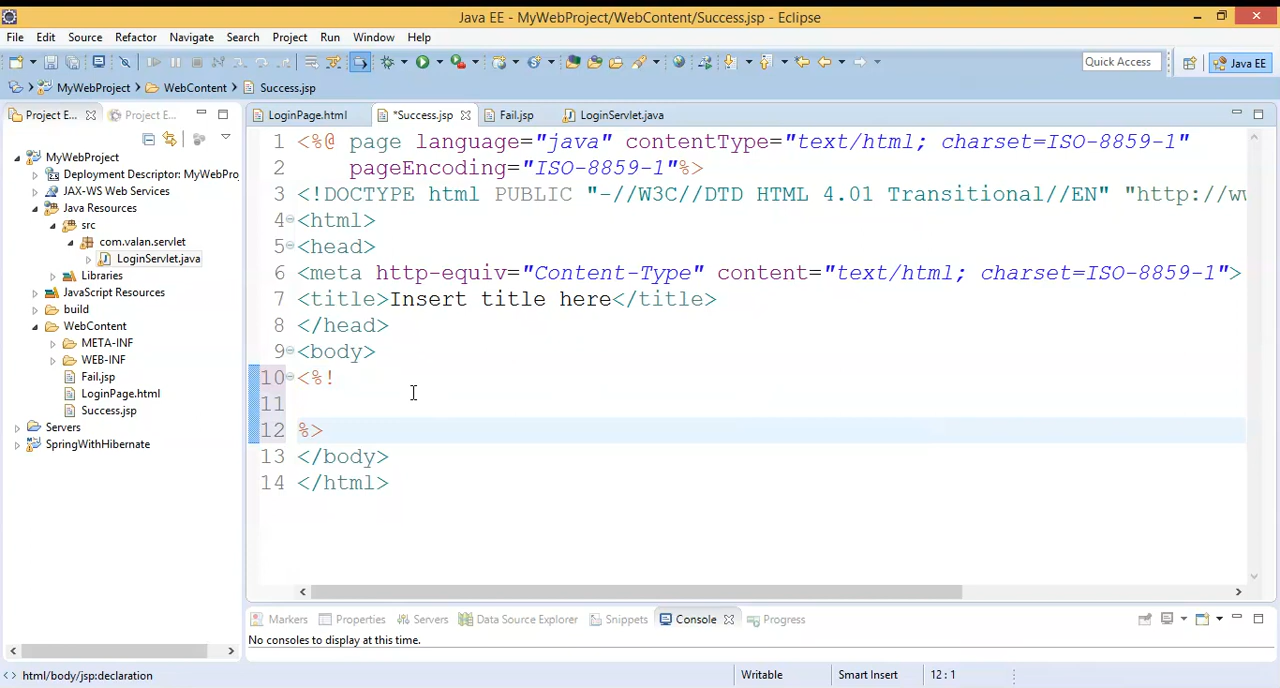 Java EE - MyWebProject/WebContent/Success.jsp - Eclipse
File Edit Source Refactor Navigate Search Project Run Window Help
Quick Access Java EE
MyWebProject WebContent Success.jsp
Project E... Project E... LoginPage.html *Success.jsp Fail.jsp LoginServlet.java
MyWebProject
Deployment Descriptor: MyWebPro
JAX-WS Web Services
Java Resources
src
com.valan.servlet
LoginServlet.java
Libraries
JavaScript Resources
build
WebContent
META-INF
WEB-INF
Fail.jsp
LoginPage.html
Success.jsp
Servers
SpringWithHibernate
1 <%@ page language="java" contentType="text/html; charset=ISO-8859-1"
2 pageEncoding="ISO-8859-1"%>
3 <!DOCTYPE html PUBLIC "-//W3C//DTD HTML 4.01 Transitional//EN" "http://ww
4 <html>
5 <head>
6 <meta http-equiv="Content-Type" content="text/html; charset=ISO-8859-1">
7 <title>Insert title here</title>
8 </head>
9 <body>
10 <%!
11
12 %>
13 </body>
14 </html>
Markers Properties Servers Data Source Explorer Snippets Console Progress
No consoles to display at this time.
html/body/jsp:declaration Writable Smart Insert 12 : 1